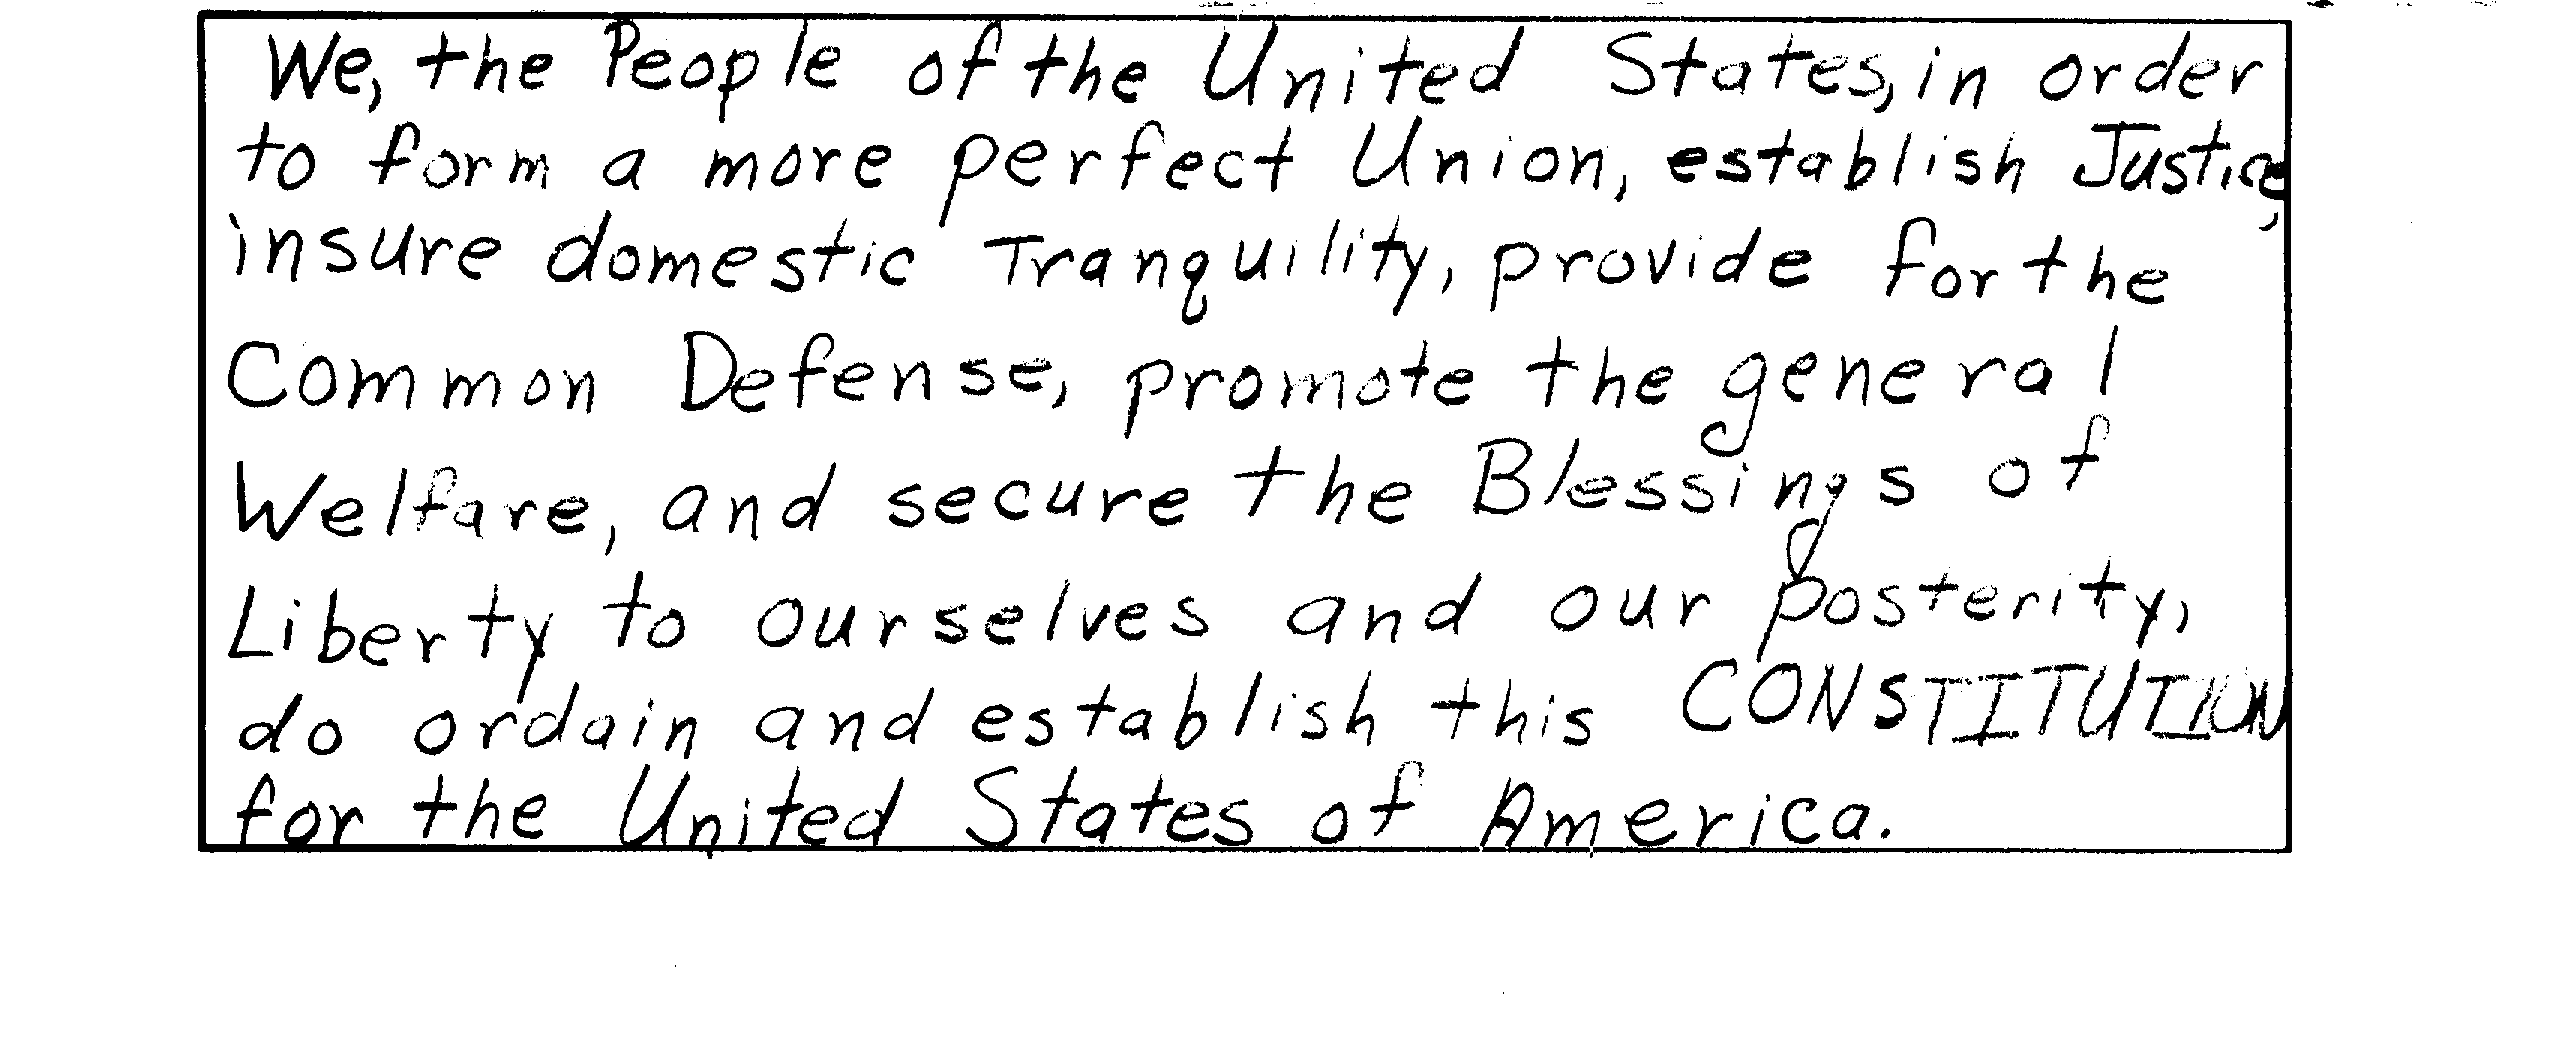 We, the People of the United States, in order
to form a more perfect Union, establish Justice,
insure domestic Tranquility, provide for the
Common Defense, promote the general
Welfare, and secure the Blessings of
Liberty to ourselves and our posterity,
do ordain and establish this CONSTITUTION
for the United States of America.